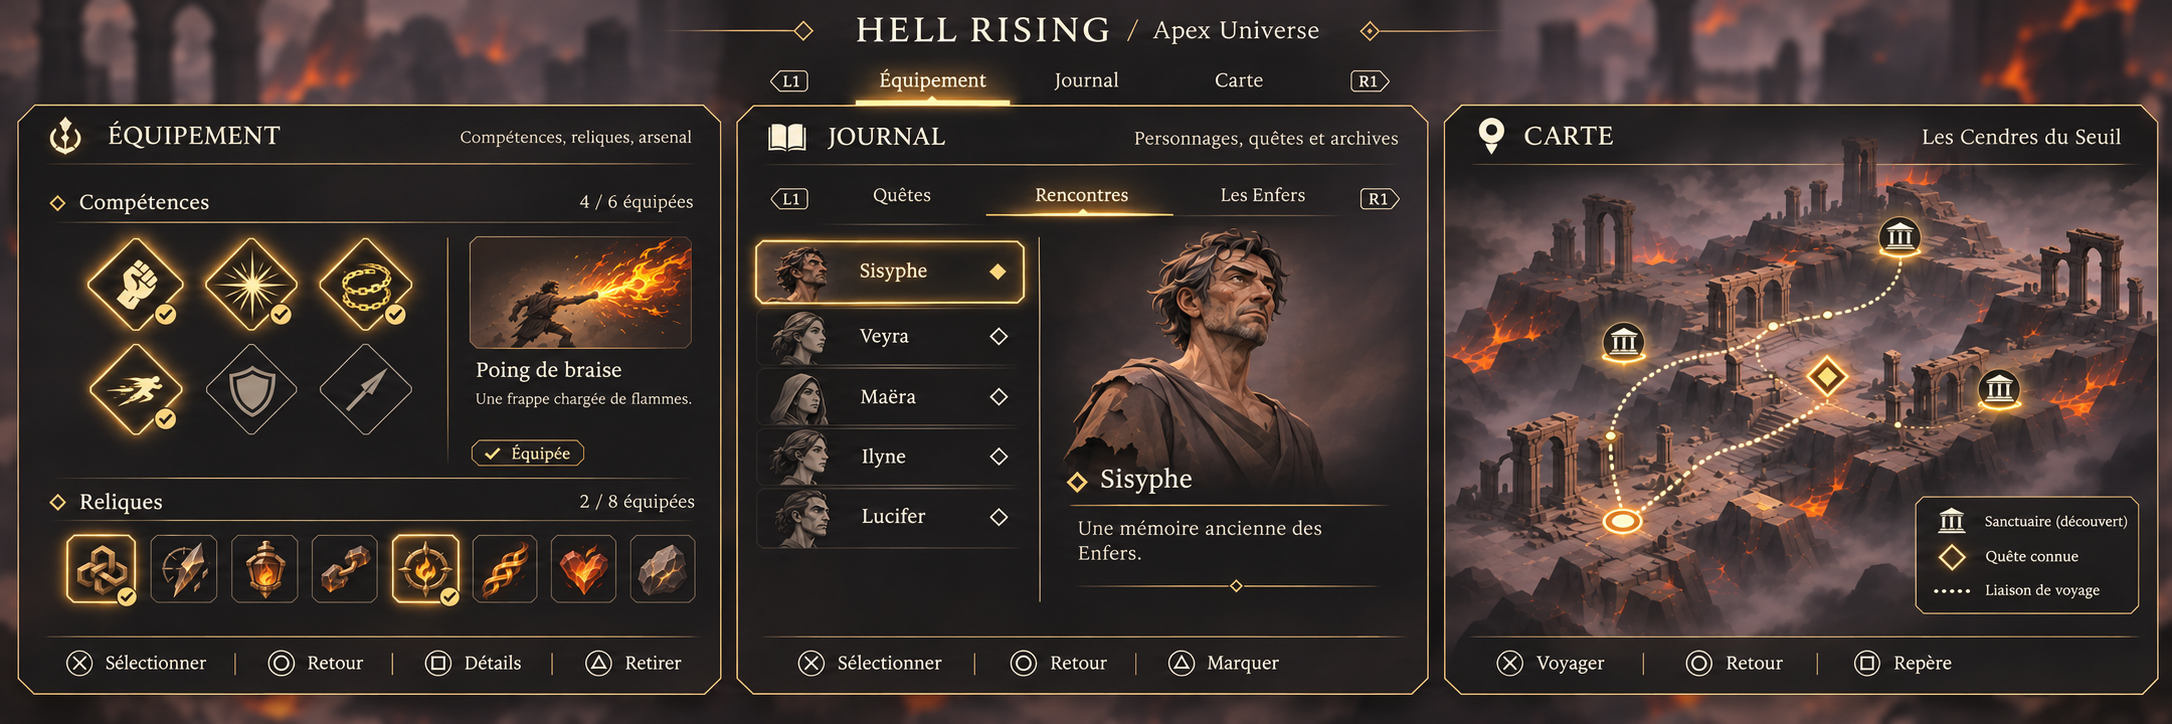 HELL RISING / Apex Universe
L1 Équipement Journal Carte R1
ÉQUIPEMENT
Compétences, reliques, arsenal
Compétences
4 / 6 équipées
Poing de braise
Une frappe chargée de flammes.
Équipée
Reliques
2 / 8 équipées
Sélectionner Retour Détails Retirer
JOURNAL
Personnages, quêtes et archives
L1 Quêtes Rencontres Les Enfers R1
Sisyphe
Veyra
Maëra
Ilyne
Lucifer
Sisyphe
Une mémoire ancienne des
Enfers.
Sélectionner Retour Marquer
CARTE
Les Cendres du Seuil
Sanctuaire (découvert)
Quête connue
Liaison de voyage
Voyager Retour Repère